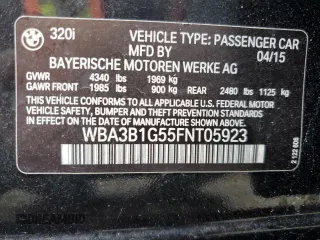 320i
VEHICLE TYPE: PASSENGER CAR
MFD BY
04/15
BAYERISCHE MOTOREN WERKE AG
GVWR 4340 lbs 1969 kg
GAWR FRONT 1985 lbs 900 kg REAR 2480 lbs 1125 kg
THIS VEHICLE CONFORMS TO ALL APPLICABLE U.S. FEDERAL MOTOR
VEHICLE SAFETY, BUMPER, AND THEFT PREVENTION STANDARDS IN
EFFECT ON THE DATE OF MANUFACTURE SHOWN ABOVE.
WBA3B1G55FNT05923